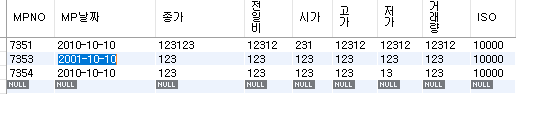 MPNO MP날짜 종가 전일비 시가 고가 저가 거래량 ISO
7351 2010-10-10 123123 12312 231 12312 12312 12312 10000
7353 2001-10-10 123 123 123 123 123 123 10000
7354 2010-10-10 123 123 123 123 13 123 10000
NULL NULL NULL NULL NULL NULL NULL NULL NULL